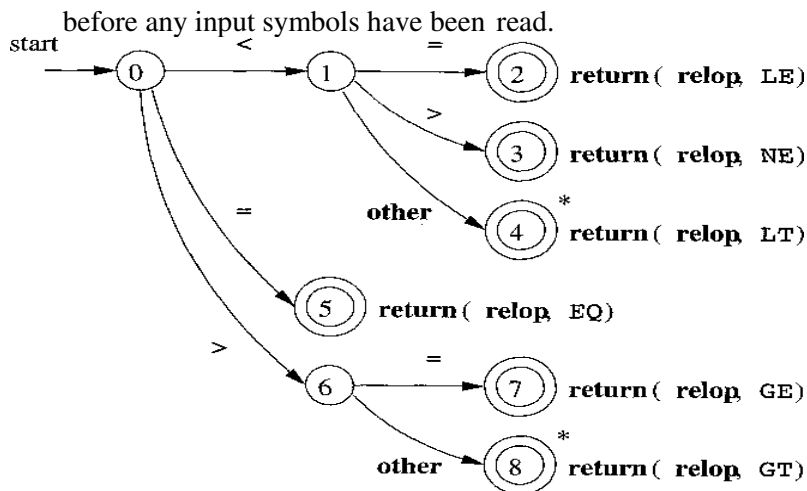 before any input symbols have been read.
start
<
=
0
1
2
return( relop, LE)
>
3
return( relop, NE)
other
*
4
return( relop, LT)
=
5
return( relop, EQ)
>
=
6
7
return( relop, GE)
other
*
8
return( relop, GT)